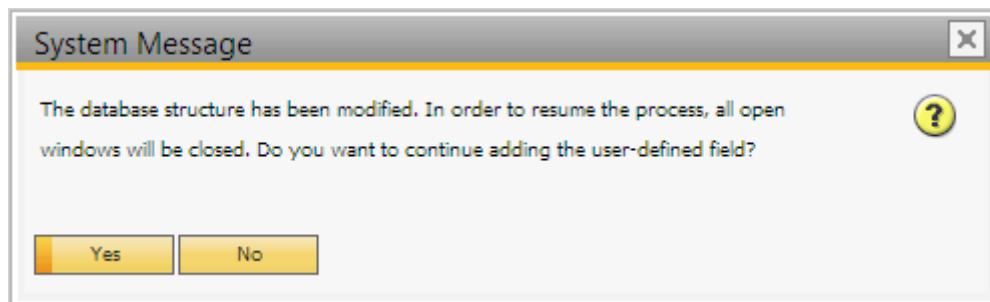 System Message
The database structure has been modified. In order to resume the process, all open
windows will be closed. Do you want to continue adding the user-defined field?
Yes No